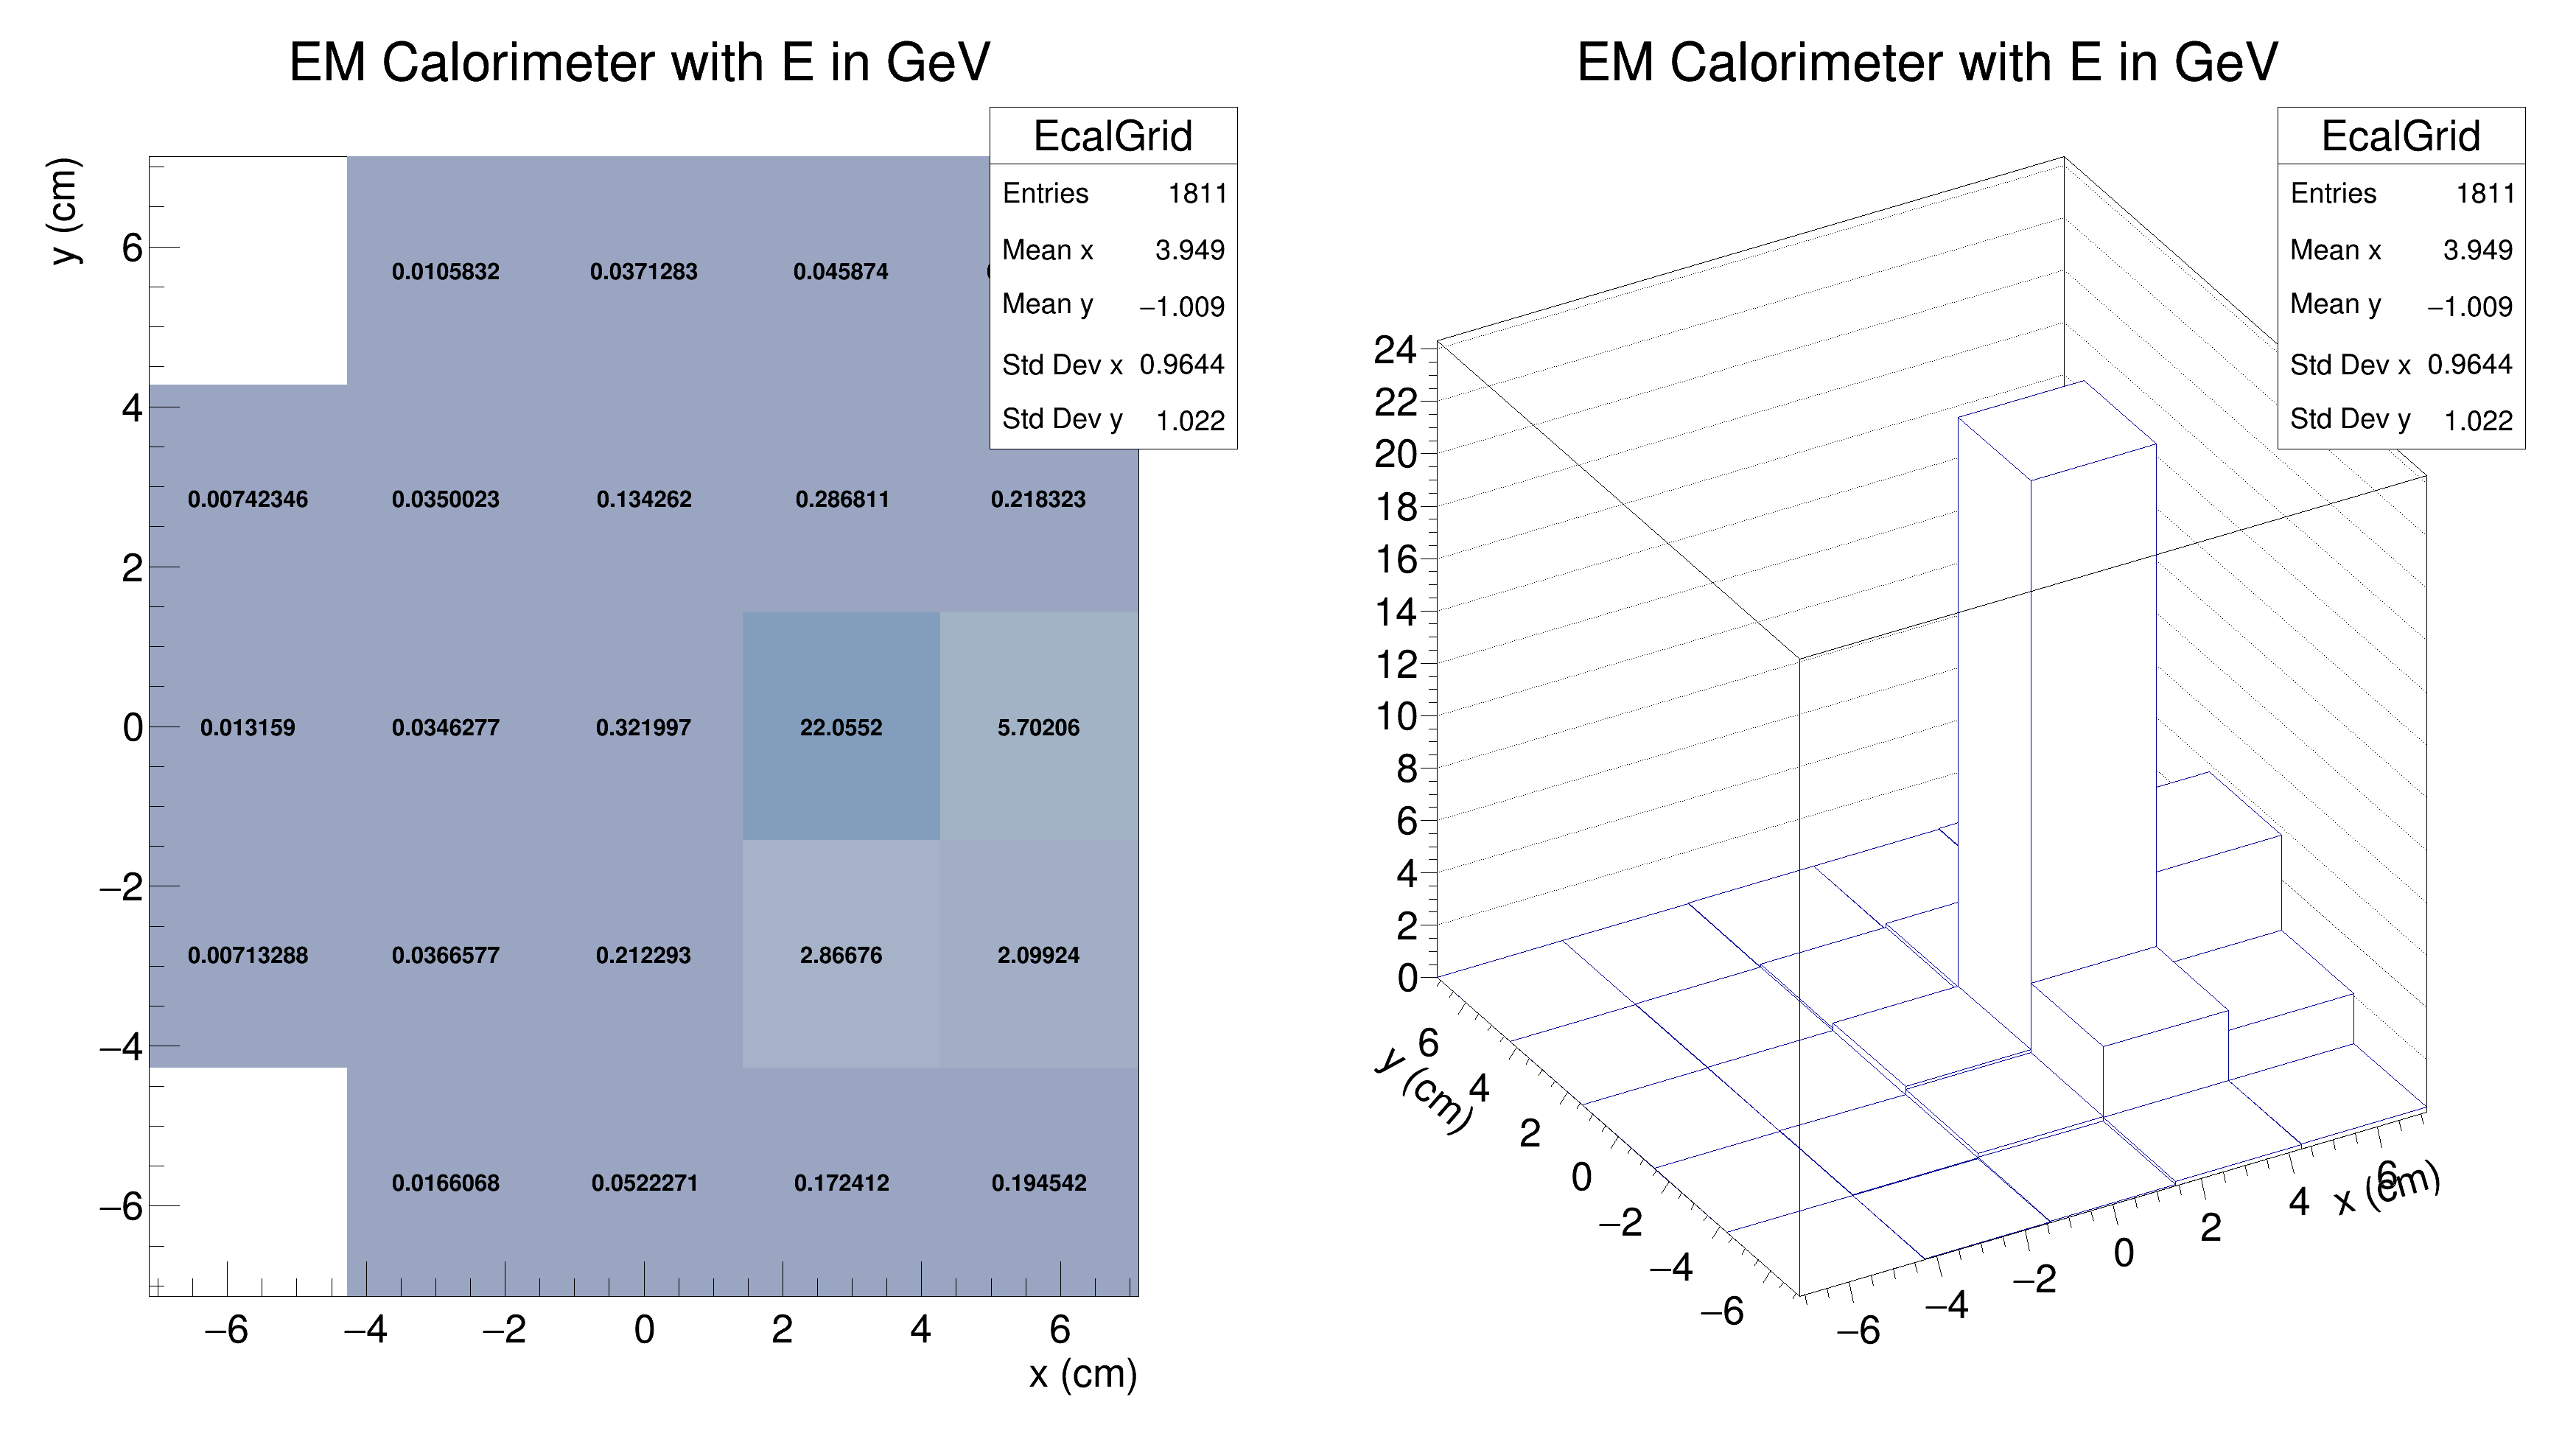 EM Calorimeter with E in GeV
EcalGrid
Entries 1811
Mean x 3.949
Mean y −1.009
Std Dev x 0.9644
Std Dev y 1.022
y (cm)
6
4
2
0
−2
−4
−6
0.0105832 0.0371283 0.045874
0.00742346 0.0350023 0.134262 0.286811 0.218323
0.013159 0.0346277 0.321997 22.0552 5.70206
0.00713288 0.0366577 0.212293 2.86676 2.09924
0.0166068 0.0522271 0.172412 0.194542
−6 −4 −2 0 2 4 6
x (cm)
EM Calorimeter with E in GeV
EcalGrid
Entries 1811
Mean x 3.949
Mean y −1.009
Std Dev x 0.9644
Std Dev y 1.022
24
22
20
18
16
14
12
10
8
6
4
2
0
6
4
2
0
−2
−4
−6
y (cm)
−6
−4
−2
0
2
4
6
x (cm)